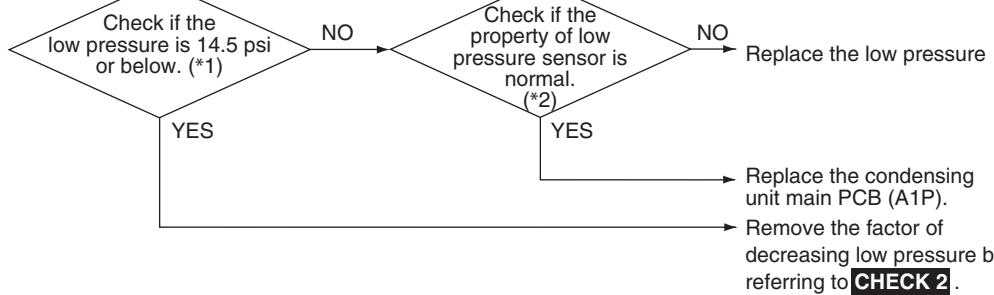 Check if the
low pressure is 14.5 psi
or below. (*1)
NO
Check if the
property of low
pressure sensor is
normal.
(*2)
NO
Replace the low pressure
YES
YES
Replace the condensing
unit main PCB (A1P).
Remove the factor of
decreasing low pressure b
referring to CHECK 2 .